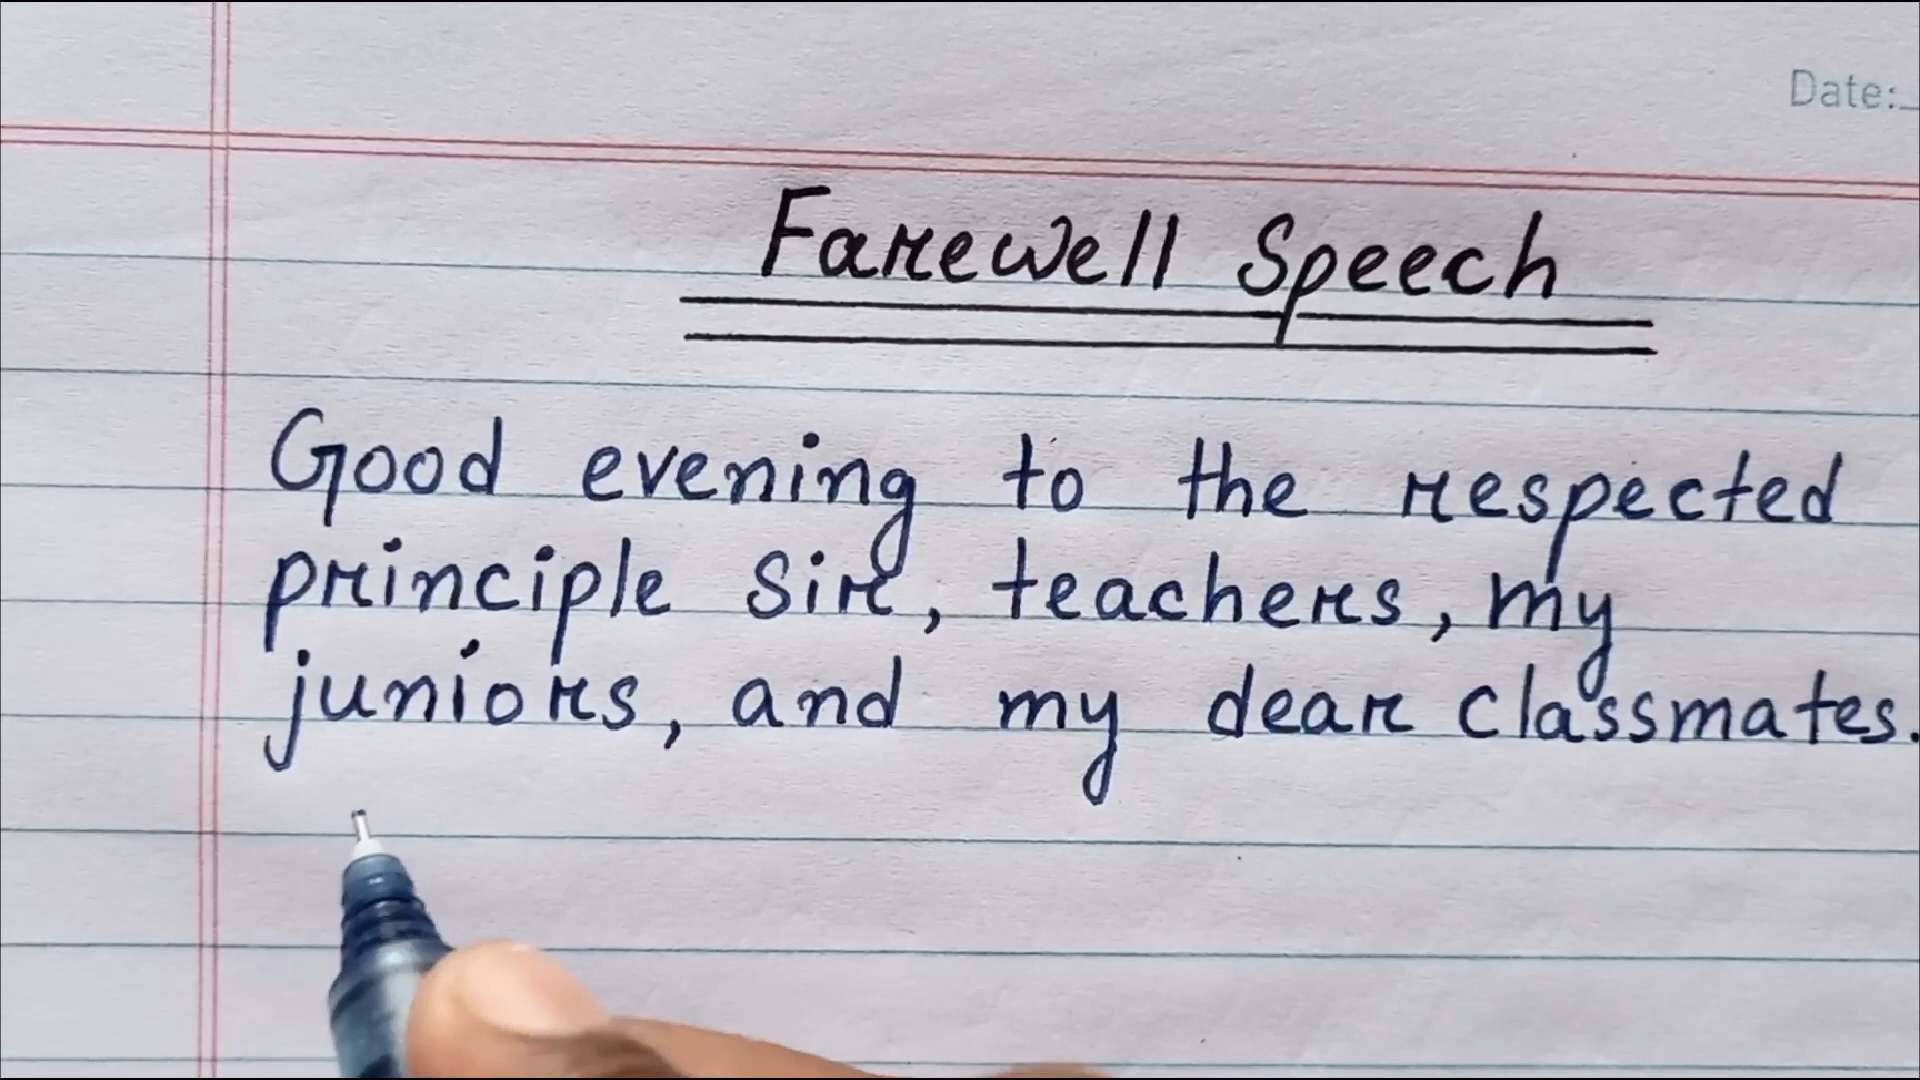 Date:
Farewell Speech
Good evening to the respected
principle sir, teachers, my
juniors, and my dear classmates.